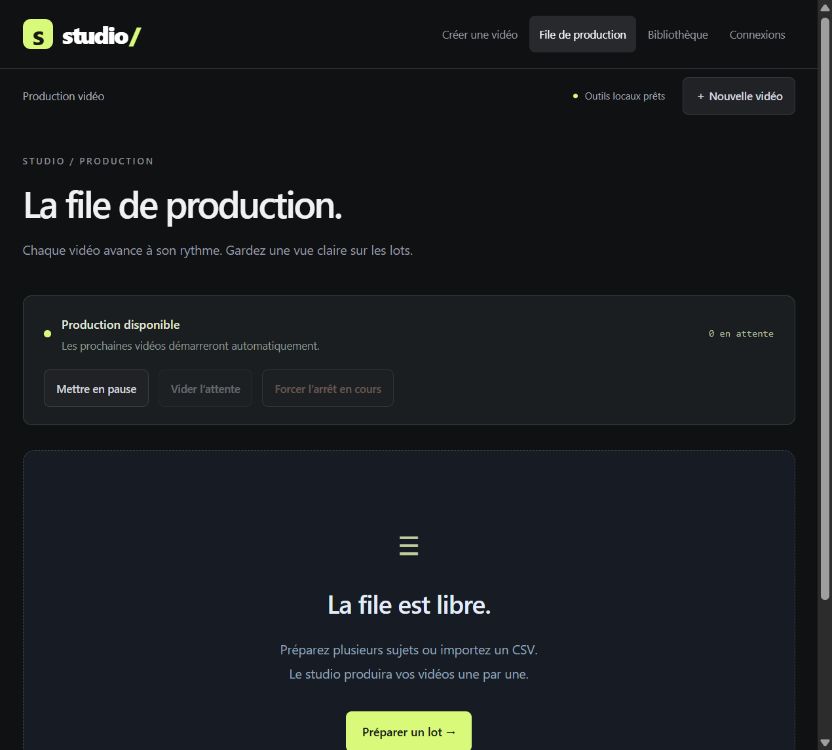 s studio/
Créer une vidéo
File de production
Bibliothèque
Connexions
Production vidéo
Outils locaux prêts
+ Nouvelle vidéo
STUDIO / PRODUCTION
La file de production.
Chaque vidéo avance à son rythme. Gardez une vue claire sur les lots.
Production disponible
Les prochaines vidéos démarreront automatiquement.
0 en attente
Mettre en pause
Vider l'attente
Forcer l'arrêt en cours
La file est libre.
Préparez plusieurs sujets ou importez un CSV.
Le studio produira vos vidéos une par une.
Préparer un lot →